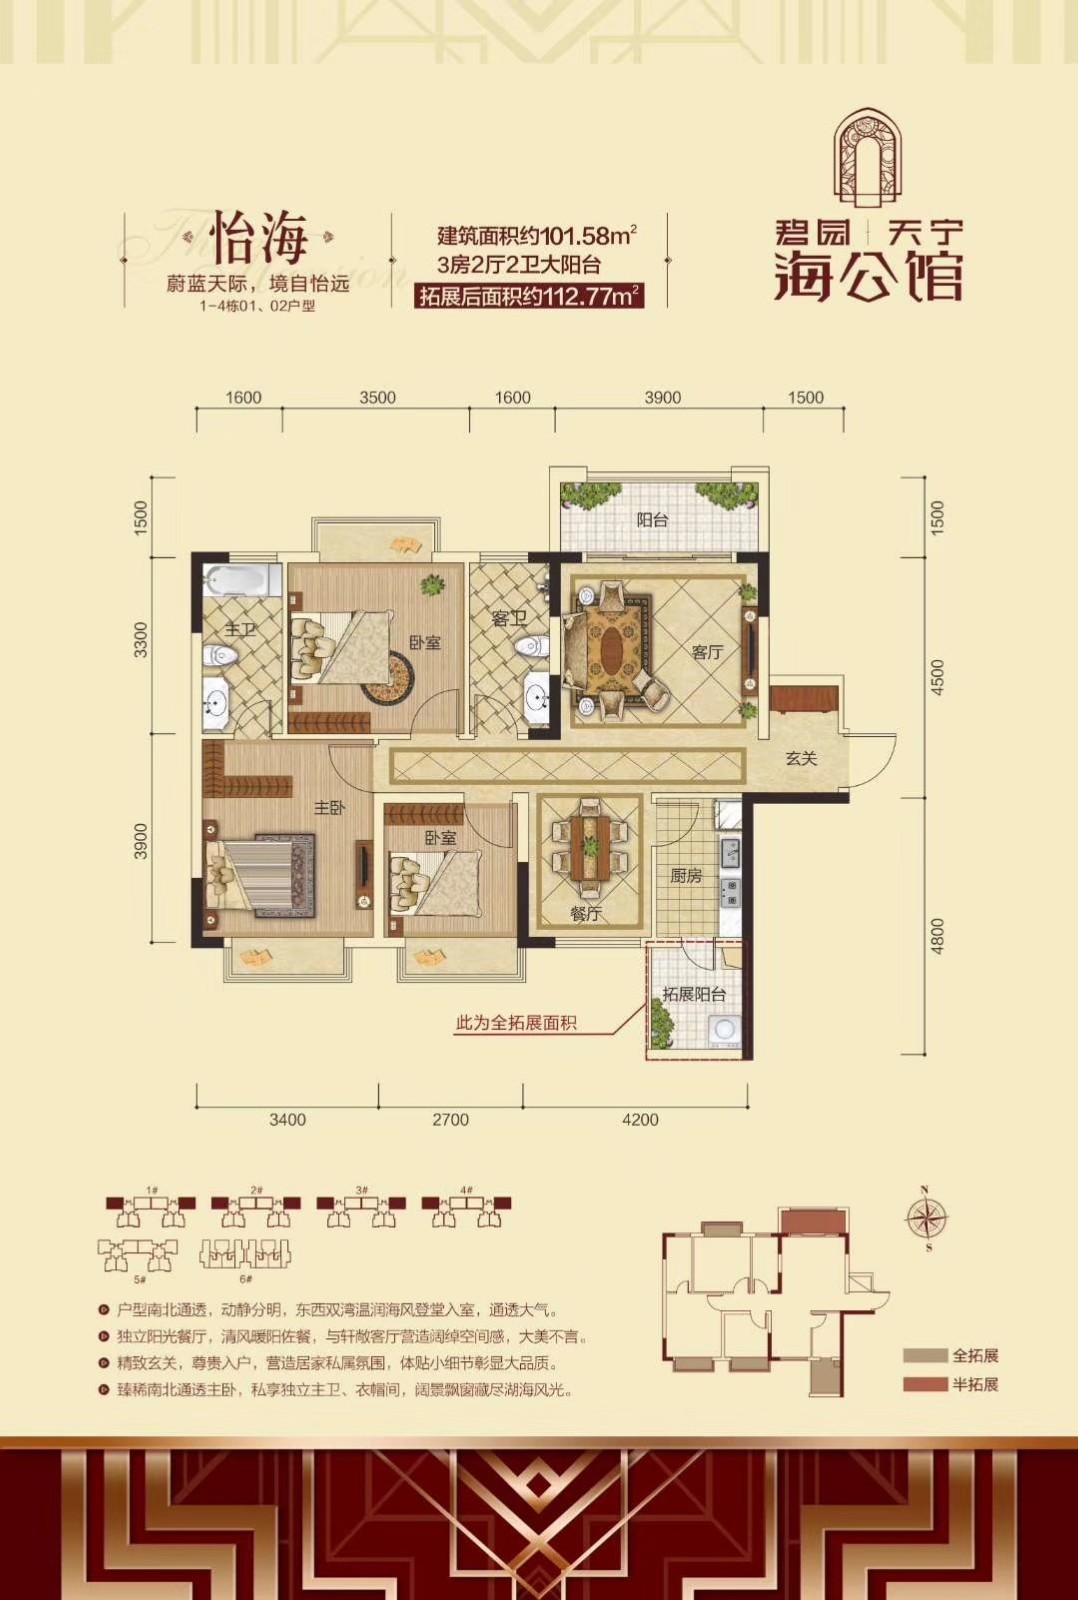 怡海
蔚蓝天际，境自怡远
1-4栋01、02户型
建筑面积约101.58m²
3房2厅2卫大阳台
拓展后面积约112.77m²
碧园 天宁
海公馆
1600 3500 1600 3900 1500
1500
3300
3900
1500
4500
4800
阳台
主卫
卧室
客卫
客厅
玄关
主卧
卧室
餐厅
厨房
拓展阳台
此为全拓展面积
3400 2700 4200
1# 2# 3# 4#
5# 6#
N
S
户型南北通透，动静分明，东西双湾温润海风登堂入室，通透大气。
独立阳光餐厅，清风暖阳佐餐，与轩敞客厅营造阔绰空间感，大美不言。
精致玄关，尊贵入户，营造居家私属氛围，体贴小细节彰显大品质。
臻稀南北通透主卧，私享独立主卫、衣帽间，阔景飘窗藏尽湖海风光。
全拓展
半拓展